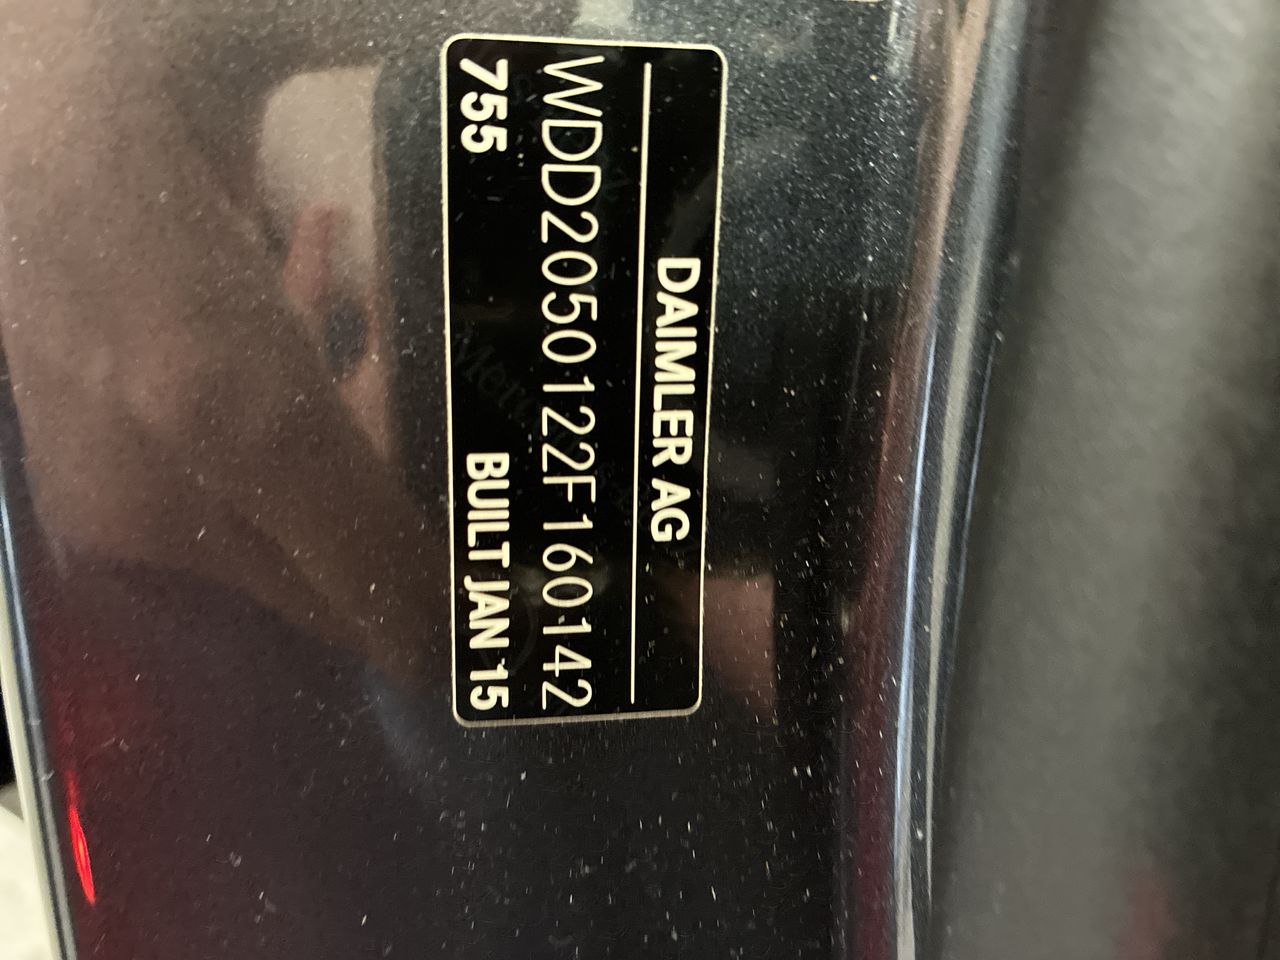 DAIMLER AG
WDD2050122F160142
755 BUILT JAN 15